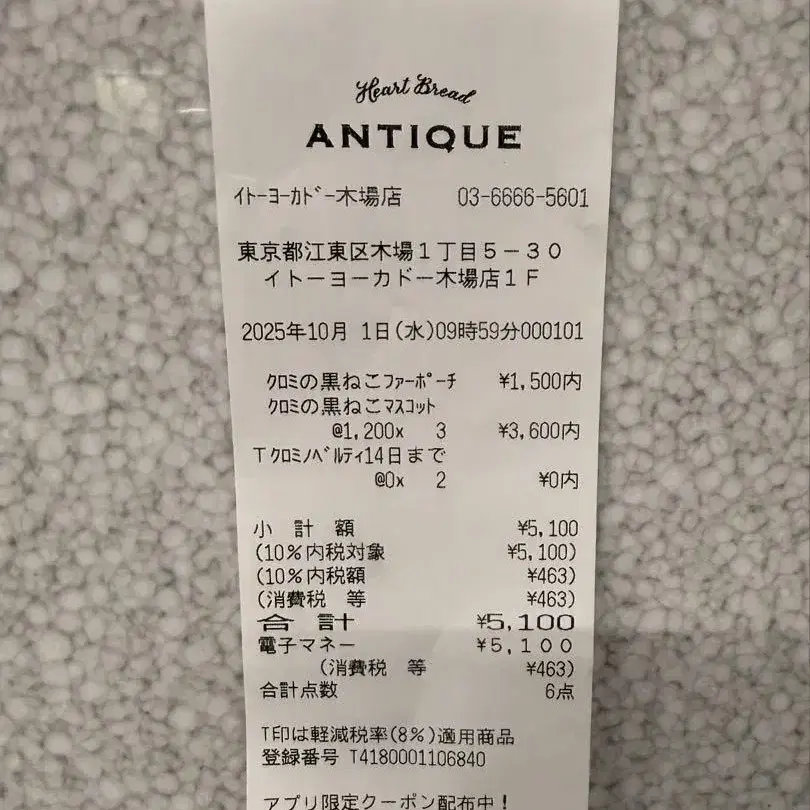 Heart Bread
ANTIQUE
ｲﾄｰﾖｰｶﾄﾞｰ木場店 03-6666-5601
東京都江東区木場１丁目５－３０
イトーヨーカドー木場店１Ｆ
2025年10月 1日(水)09時59分000101
ｸﾛﾐの黒ねこﾌｧｰﾎﾟｰﾁ ¥1,500内
ｸﾛﾐの黒ねこﾏｽｺｯﾄ
@1,200x 3 ¥3,600内
Ｔｸﾛﾐﾉﾍﾞﾙﾃｨ14日まで
@0x 2 ¥0内
小 計 額 ¥5,100
(10％内税対象 ¥5,100)
(10％内税額 ¥463)
(消費税 等 ¥463)
合 計 ¥5,100
電子マネー ¥５,１００
(消費税 等 ¥463)
合計点数 6点
T印は軽減税率(8％)適用商品
登録番号 T4180001106840
アプリ限定クーポン配布中！